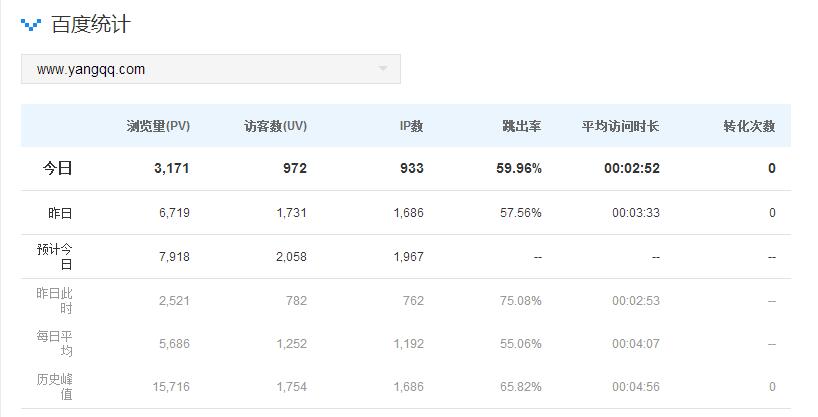 百度统计
www.yangqq.com
浏览量(PV) 访客数(UV) IP数 跳出率 平均访问时长 转化次数
今日 3,171 972 933 59.96% 00:02:52 0
昨日 6,719 1,731 1,686 57.56% 00:03:33 0
预计今日 7,918 2,058 1,967 -- -- --
昨日此时 2,521 782 762 75.08% 00:02:53 --
每日平均 5,686 1,252 1,192 55.06% 00:04:07 --
历史峰值 15,716 1,754 1,686 65.82% 00:04:56 0